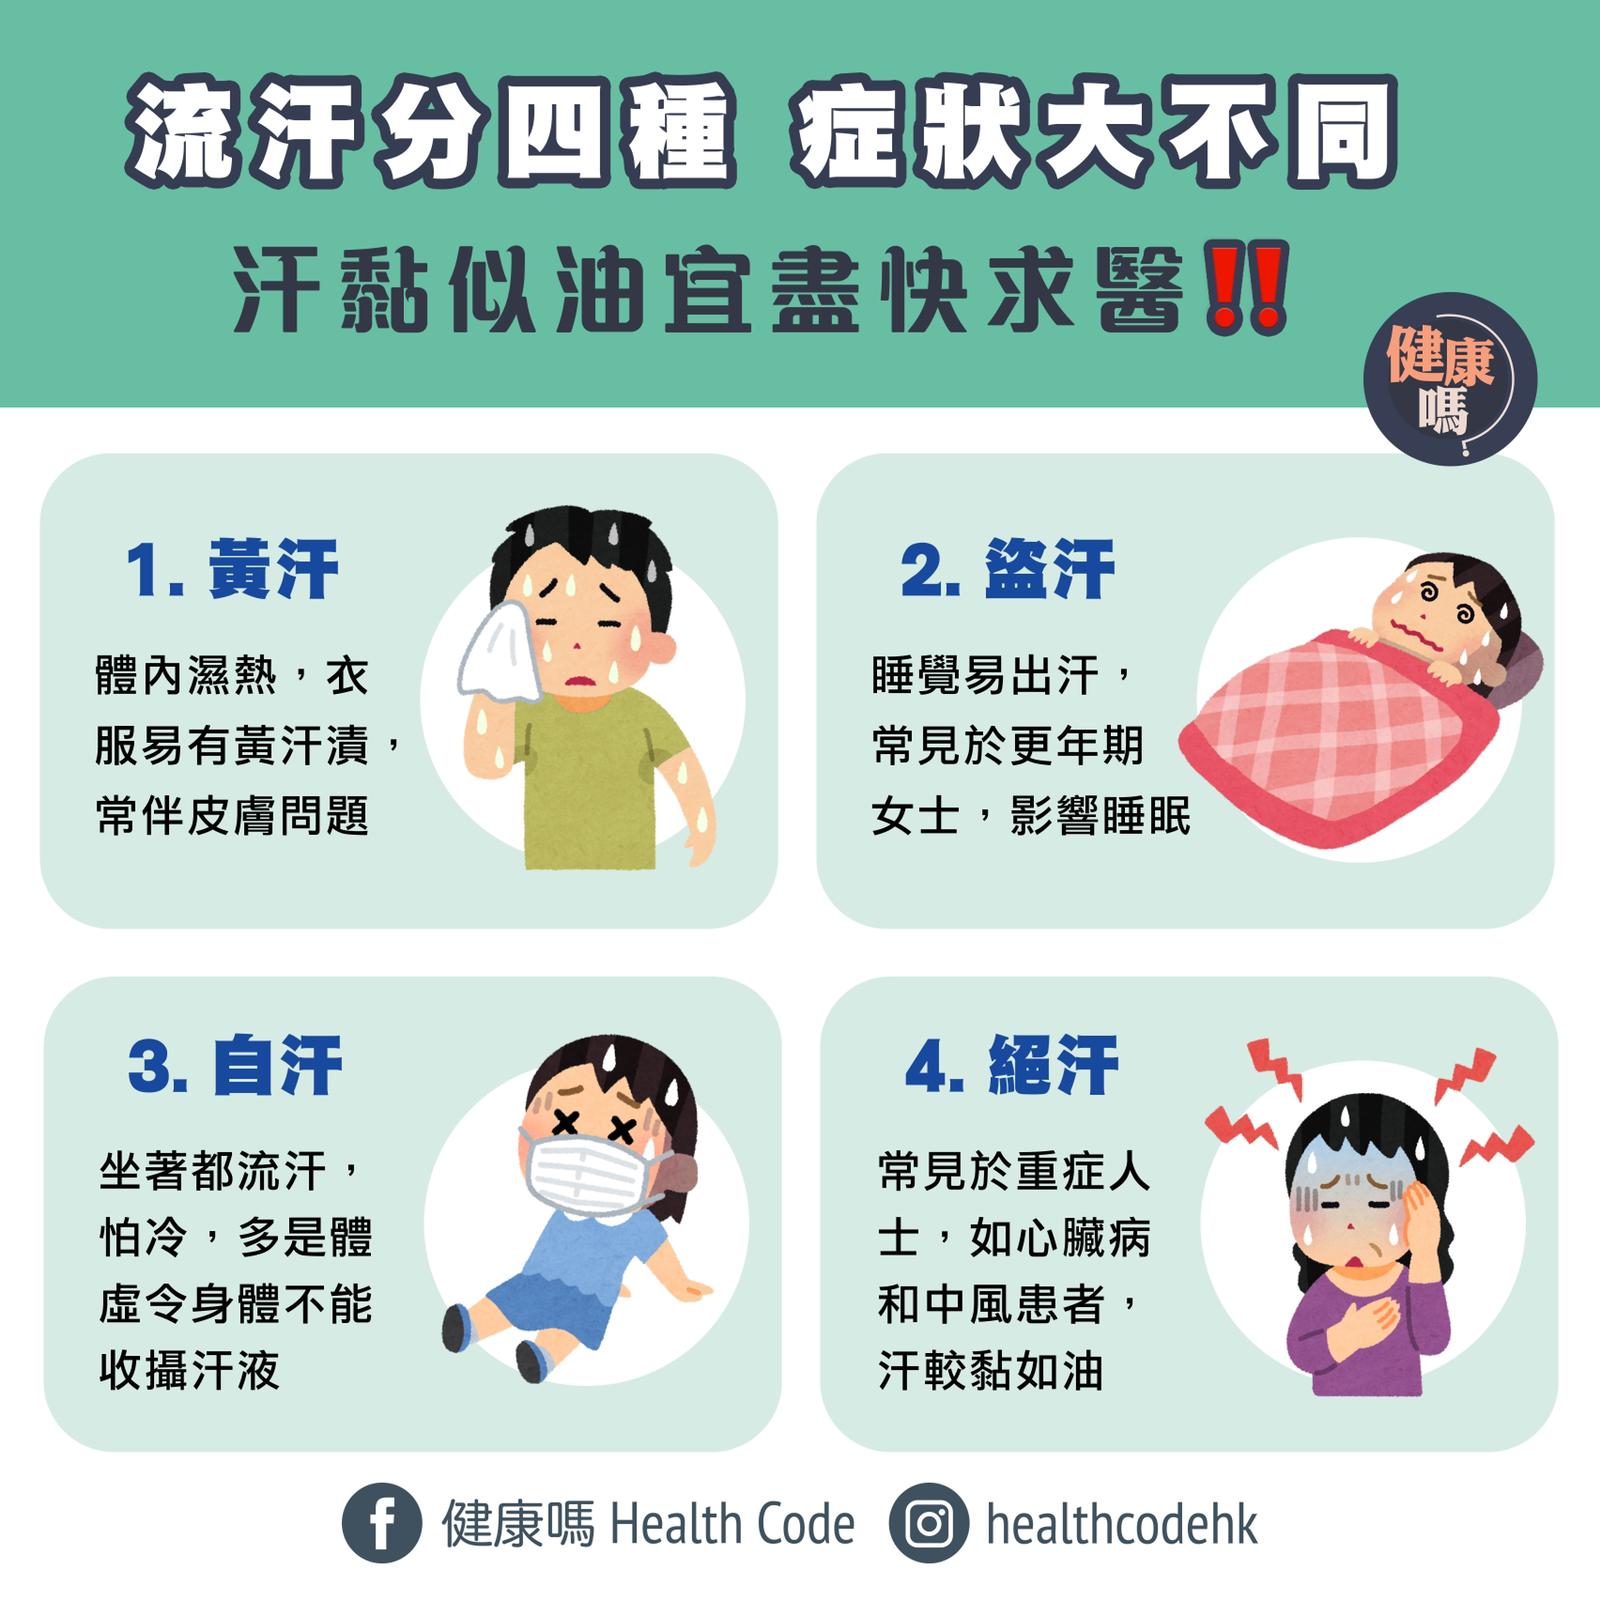 流汗分四種 症狀大不同
汗黏似油宜盡快求醫‼
健康
嗎?
1. 黃汗
體內濕熱，衣
服易有黃汗漬，
常伴皮膚問題
2. 盜汗
睡覺易出汗，
常見於更年期
女士，影響睡眠
3. 自汗
坐著都流汗，
怕冷，多是體
虛令身體不能
收攝汗液
4. 絕汗
常見於重症人
士，如心臟病
和中風患者，
汗較黏如油
健康嗎 Health Code
healthcodehk